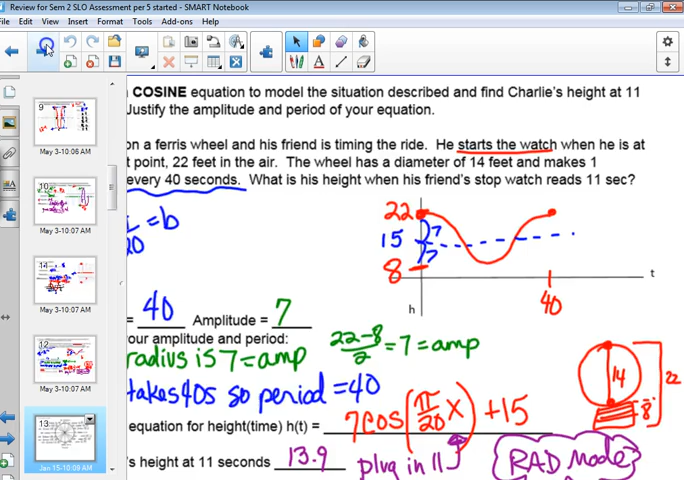 Review for Sem 2 SLO Assessment per 5 started - SMART Notebook
Edit View Insert Format Tools Add-ons Help
9
May 3-10:06 AM
10
May 3-10:07 AM
11
May 3-10:07 AM
12
May 3-10:07 AM
13
Jan 15-10:09 AM
COSINE equation to model the situation described and find Charlie's height at 11
Justify the amplitude and period of your equation.
on a ferris wheel and his friend is timing the ride. He starts the watch when he is at
t point, 22 feet in the air. The wheel has a diameter of 14 feet and makes 1
every 40 seconds. What is his height when his friend's stop watch reads 11 sec?
= b
20
22
15
8
7
7
t
h
40
= 40 Amplitude = 7
your amplitude and period:
radius is 7 = amp
22-8/2 = 7 = amp
takes 40s so period = 40
equation for height(time) h(t) = 7cos(π/20 x) + 15
's height at 11 seconds 13.9 plug in 11
RAD Mode
14
22
8